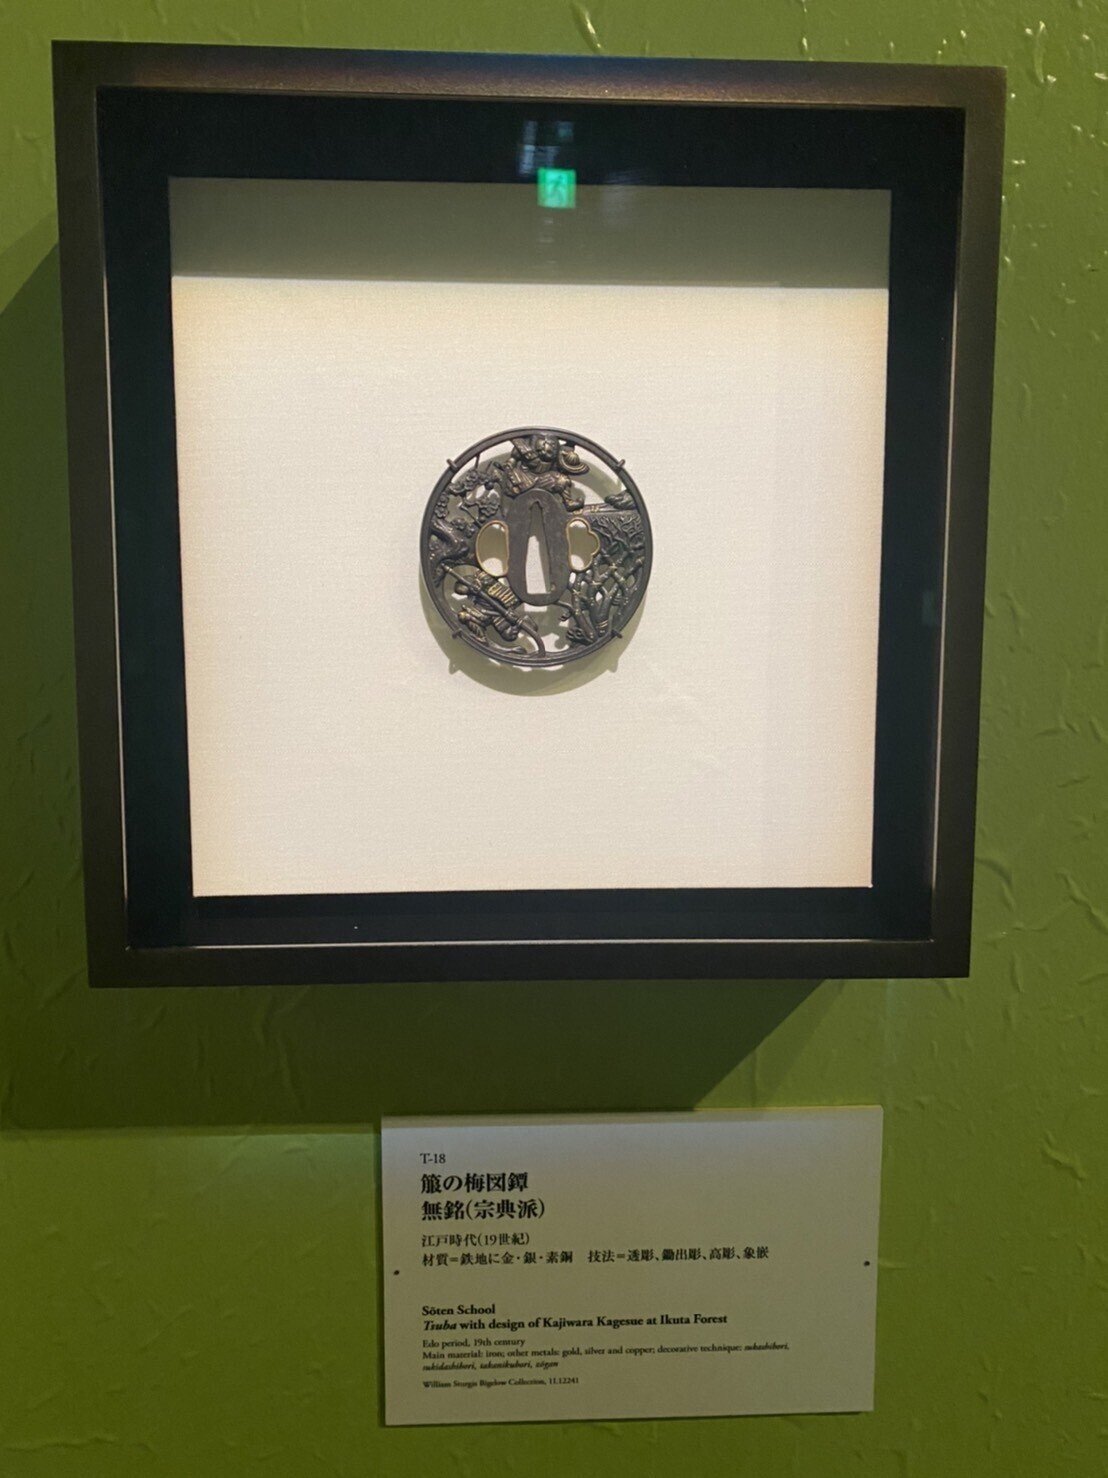 T-18
箙の梅図鐔
無銘(宗典派)
江戸時代(19世紀)
材質=鉄地に金・銀・素銅　技法=透彫、鋤出彫、高彫、象嵌
Sōten School
Tsuba with design of Kajiwara Kagesue at Ikuta Forest
Edo period, 19th century
Main material: iron; other metals: gold, silver and copper; decorative technique: sukashibori,
sukidashibori, takanikubori, zōgan
William Sturgis Bigelow Collection, 11.12241